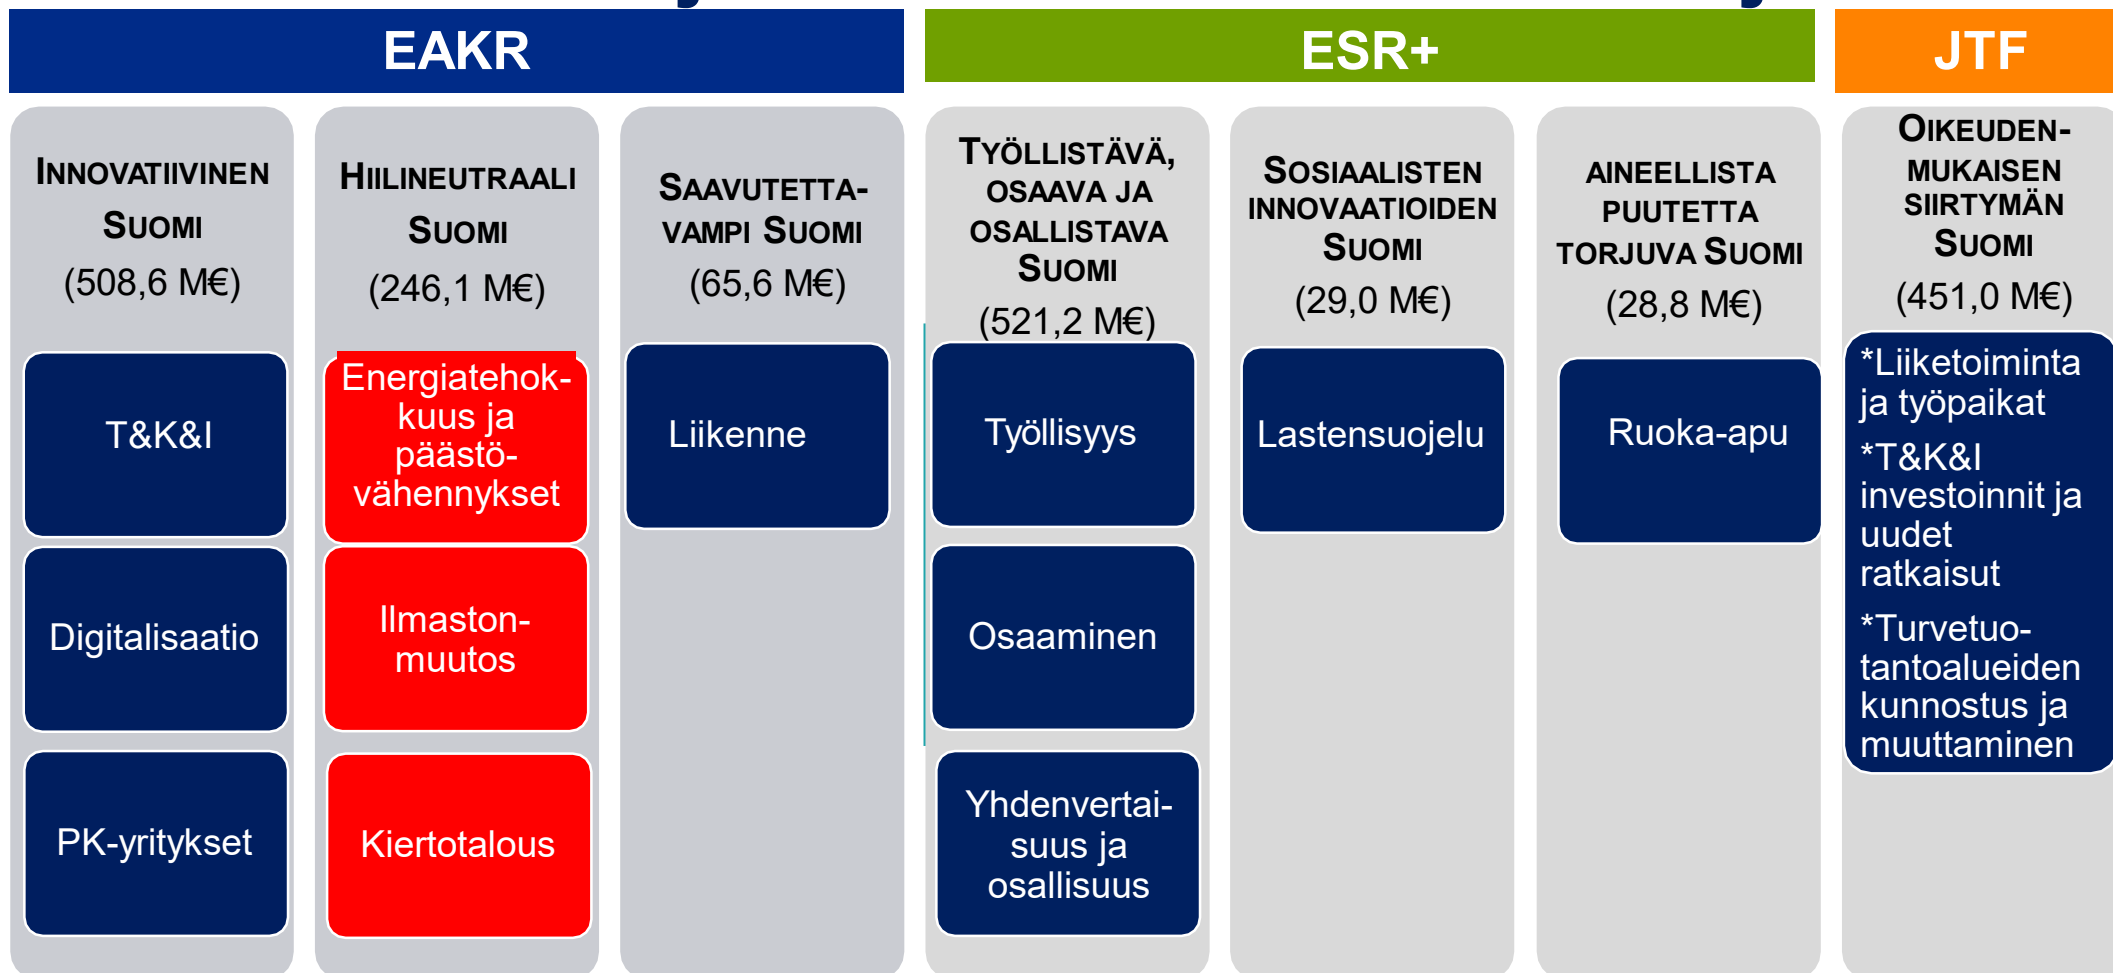 EAKR
INNOVATIIVINEN
SUOMI
(508,6 M€)
T&K&I
Digitalisaatio
PK-yritykset
HIILINEUTRAALI
SUOMI
(246,1 M€)
Energiatehok-
kuus ja
päästö-
vähennykset
Ilmaston-
muutos
Kiertotalous
SAAVUTETTA-
VAMPI SUOMI
(65,6 M€)
Liikenne
ESR+
TYÖLLISTÄVÄ,
OSAAVA JA
OSALLISTAVA
SUOMI
(521,2 M€)
Työllisyys
Osaaminen
Yhdenvertai-
suus ja
osallisuus
SOSIAALISTEN
INNOVAATIOIDEN
SUOMI
(29,0 M€)
Lastensuojelu
AINEELLISTA
PUUTETTA
TORJUVA SUOMI
(28,8 M€)
Ruoka-apu
JTF
OIKEUDEN-
MUKAISEN
SIIRTYMÄN
SUOMI
(451,0 M€)
*Liiketoiminta
ja työpaikat
*T&K&I
investoinnit ja
uudet
ratkaisut
*Turvetuo-
tantoalueiden
kunnostus ja
muuttaminen